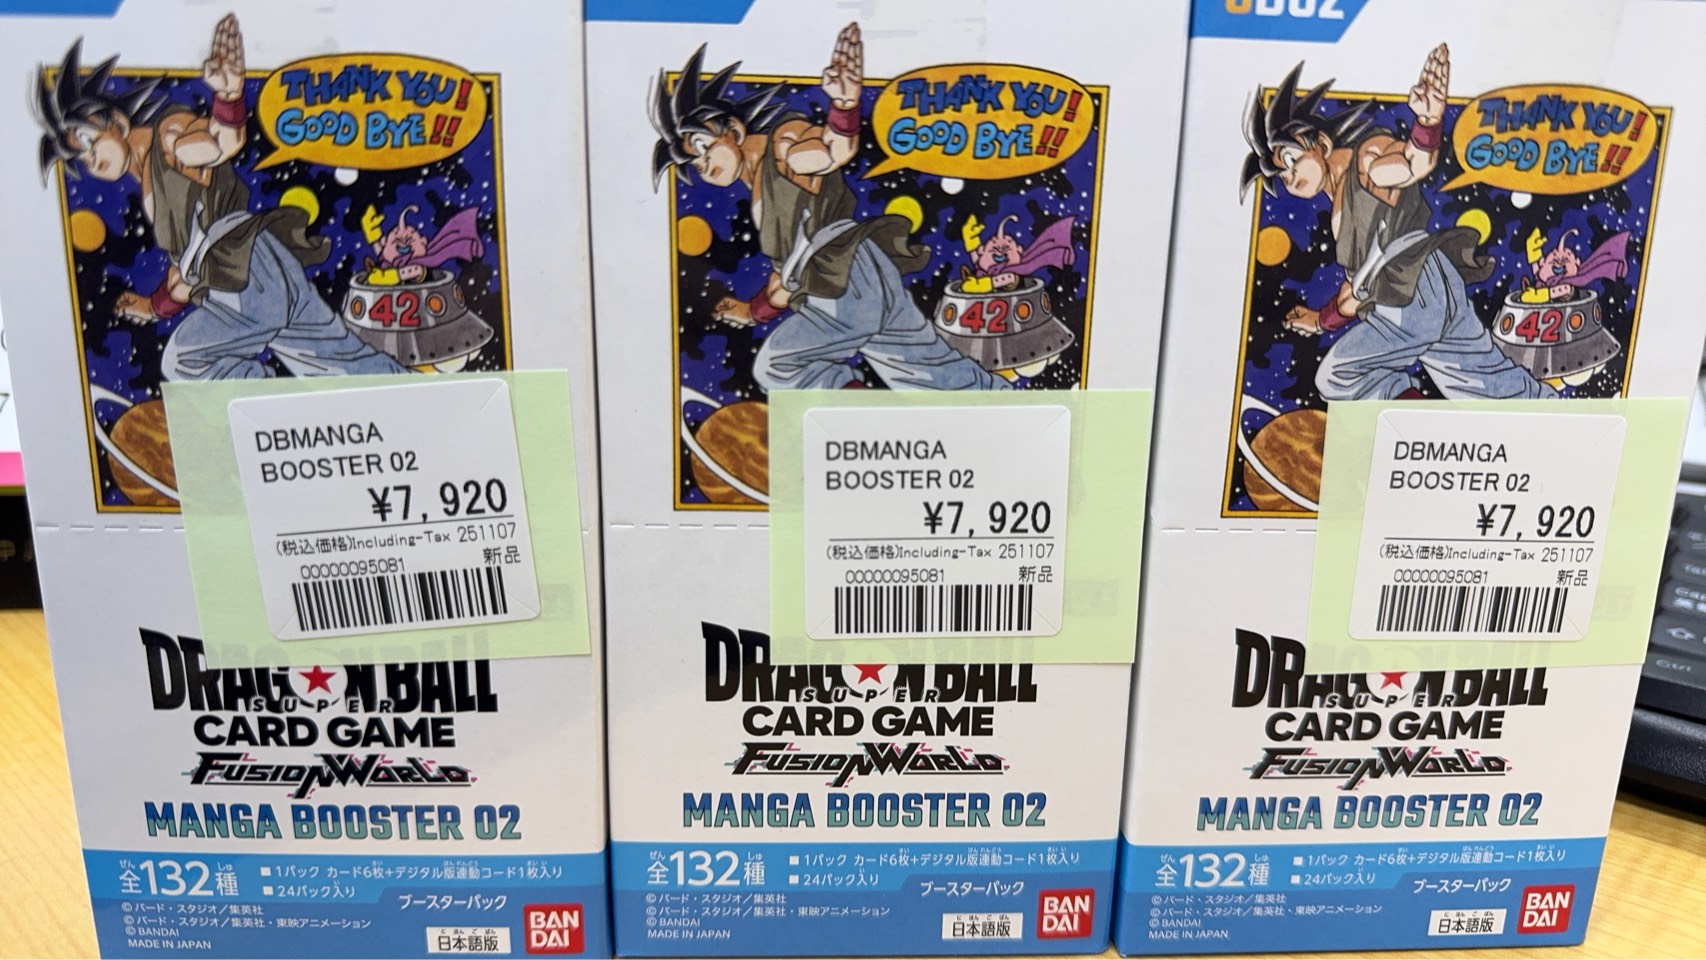 SB02
THANK YOU!
GOOD BYE!!
42
DBMANGA
BOOSTER 02
¥7,920
(税込価格)Including-Tax 251107
00000095081 新品
DRAGON BALL
SUPER
CARD GAME
FUSION WORLD
MANGA BOOSTER 02
全132種
■1パック カード6枚+デジタル版連動コード1枚入り
■24パック入り
ブースターパック
©バード・スタジオ/集英社
©バード・スタジオ/集英社・東映アニメーション
©BANDAI
MADE IN JAPAN
日本語版
BAN
DAI
THANK YOU!
GOOD BYE!!
42
DBMANGA
BOOSTER 02
¥7,920
(税込価格)Including-Tax 251107
00000095081 新品
DRAGON BALL
SUPER
CARD GAME
FUSION WORLD
MANGA BOOSTER 02
全132種
■1パック カード6枚+デジタル版連動コード1枚入り
■24パック入り
ブースターパック
©バード・スタジオ/集英社
©バード・スタジオ/集英社・東映アニメーション
©BANDAI
MADE IN JAPAN
日本語版
BAN
DAI
THANK YOU!
GOOD BYE!!
42
DBMANGA
BOOSTER 02
¥7,920
(税込価格)Including-Tax 251107
00000095081 新品
DRAGON BALL
SUPER
CARD GAME
FUSION WORLD
MANGA BOOSTER 02
全132種
■1パック カード6枚+デジタル版連動コード1枚入り
■24パック入り
ブースターパック
©バード・スタジオ/集英社
©バード・スタジオ/集英社・東映アニメーション
©BANDAI
MADE IN JAPAN
日本語版
BAN
DAI
Ctrl